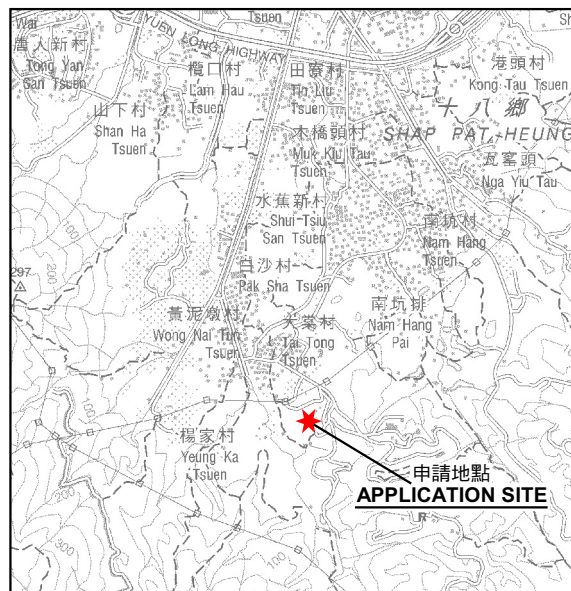 Wai
唐人新村
Tong Yan
San Tsuen
Tsuen
YUEN LONG HIGHWAY
欖口村
Lam Hau
Tsuen
田寮村
Tin Liu
Tsuen
港頭村
Kong Tau Tsuen
山下村
Shan Ha
Tsuen
木橋頭村
Muk Kiu Tau
Tsuen
十八鄉
SHAP PAT HEUNG
瓦窰頭
Nga Yiu Tau
水蕉新村
Shui Tsiu
San Tsuen
南坑村
Nam Hang
Tsuen
白沙村
Pak Sha Tsuen
297
100
200
黃泥墩村
Wong Nai Tun
Tsuen
大棠村
Tai Tong
Tsuen
南坑排
Nam Hang
Pai
楊家村
Yeung Ka
Tsuen
申請地點
APPLICATION SITE
R
200
100
300
100